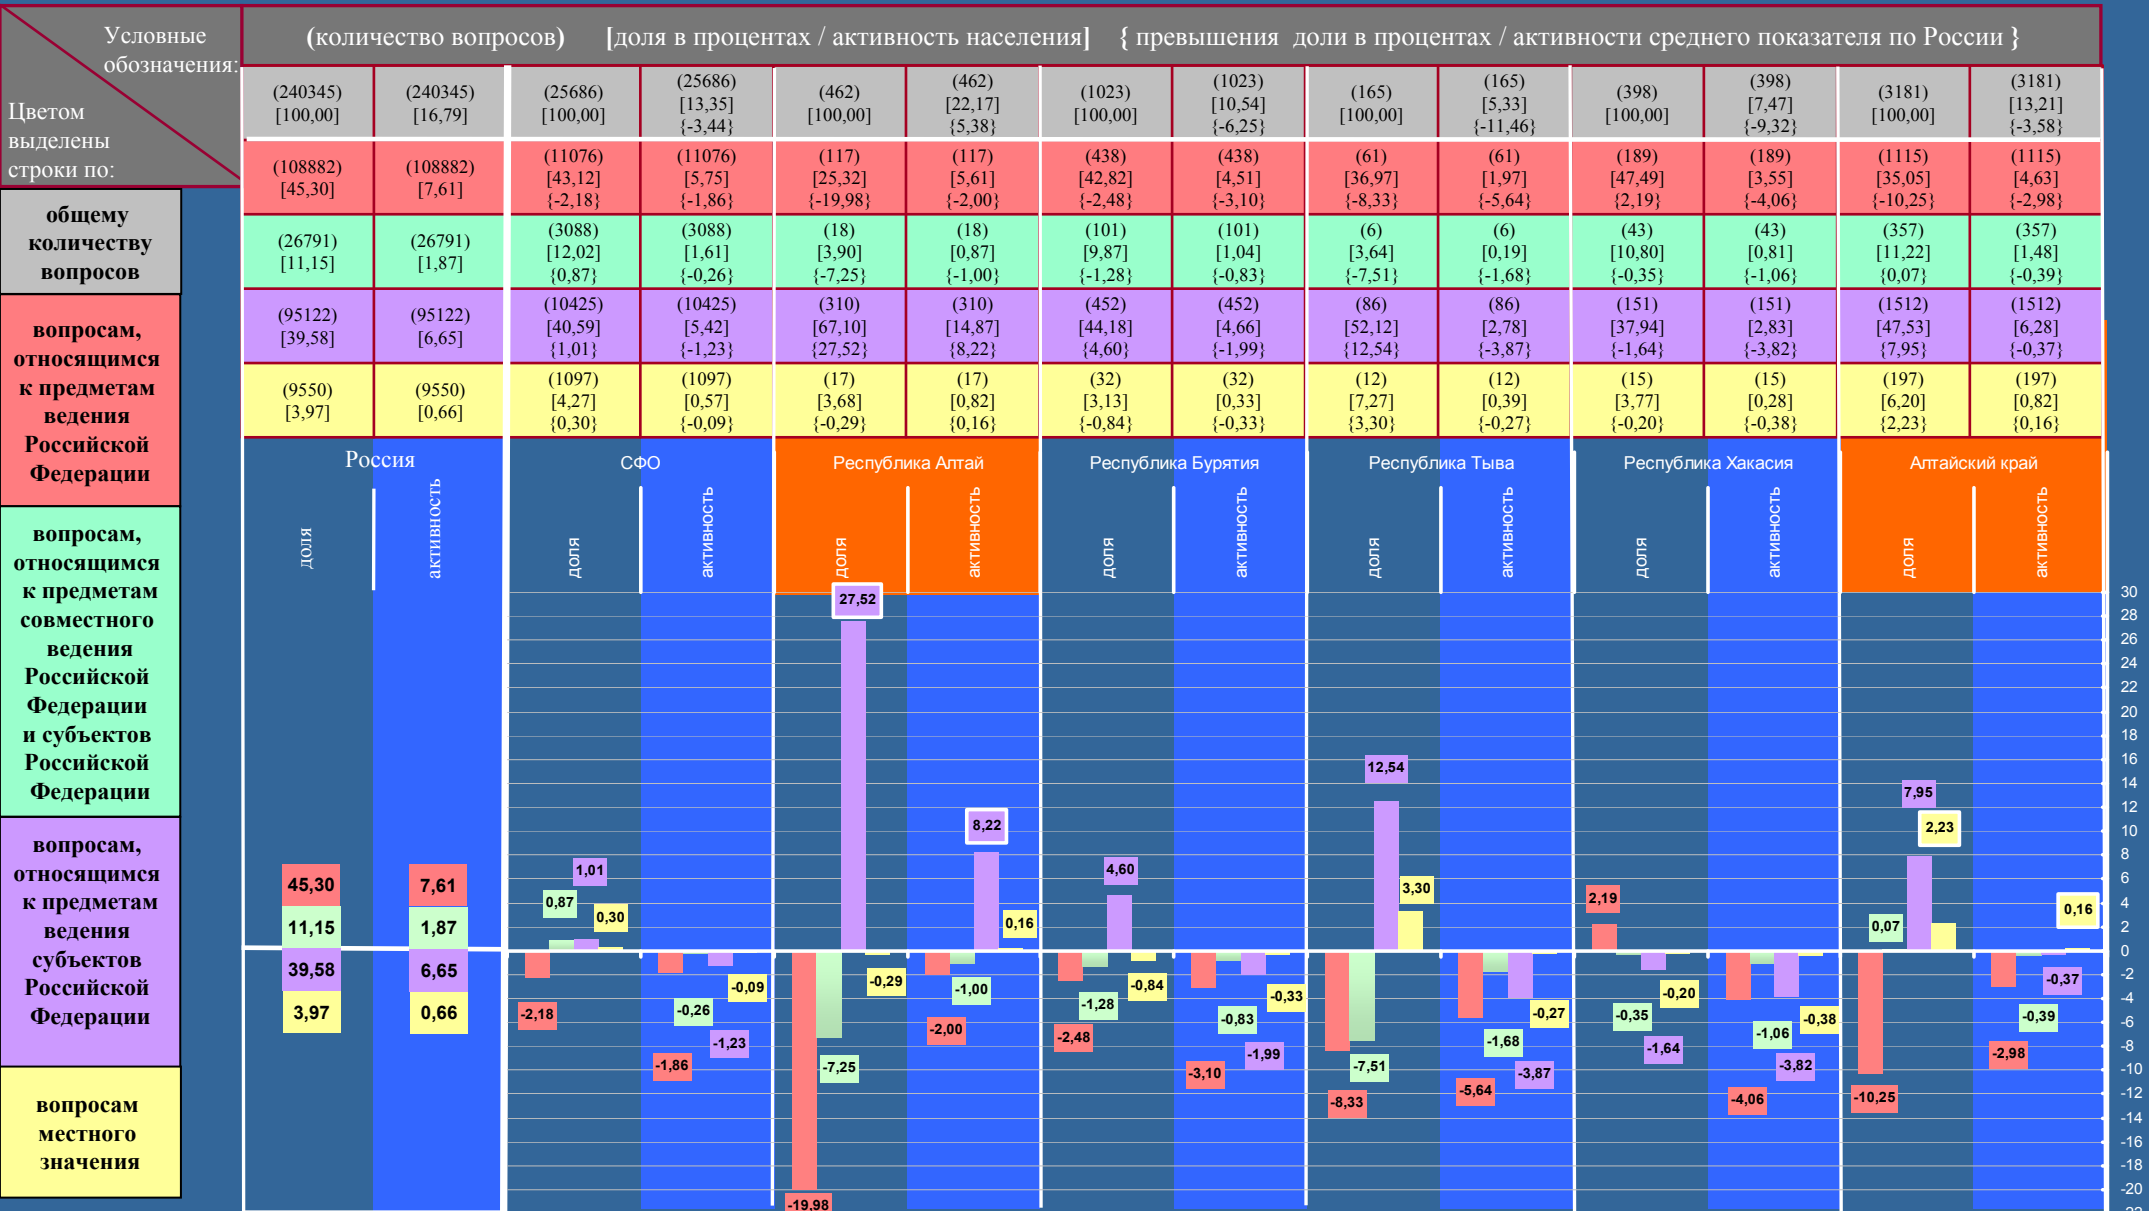 Условные
обозначения:
Цветом
выделены
строки по:
(количество вопросов) [доля в процентах / активность населения] { превышения доли в процентах / активности среднего показателя по России }
(240345) (240345) (25686) (25686) (462) (462) (1023) (1023) (165) (165) (398) (398) (3181) (3181)
[100,00] [16,79] [100,00] [13,35] [100,00] [22,17] [100,00] [10,54] [100,00] [5,33] [100,00] [7,47] [100,00] [13,21]
{-3,44} {5,38} {-6,25} {-11,46} {-9,32} {-3,58}
(108882) (108882) (11076) (11076) (117) (117) (438) (438) (61) (61) (189) (189) (1115) (1115)
[45,30] [7,61] [43,12] [5,75] [25,32] [5,61] [42,82] [4,51] [36,97] [1,97] [47,49] [3,55] [35,05] [4,63]
{-2,18} {-1,86} {-19,98} {-2,00} {-2,48} {-3,10} {-8,33} {-5,64} {2,19} {-4,06} {-10,25} {-2,98}
(26791) (26791) (3088) (3088) (18) (18) (101) (101) (6) (6) (43) (43) (357) (357)
[11,15] [1,87] [12,02] [1,61] [3,90] [0,87] [9,87] [1,04] [3,64] [0,19] [10,80] [0,81] [11,22] [1,48]
{0,87} {-0,26} {-7,25} {-1,00} {-1,28} {-0,83} {-7,51} {-1,68} {-0,35} {-1,06} {0,07} {-0,39}
(95122) (95122) (10425) (10425) (310) (310) (452) (452) (86) (86) (151) (151) (1512) (1512)
[39,58] [6,65] [40,59] [5,42] [67,10] [14,87] [44,18] [4,66] [52,12] [2,78] [37,94] [2,83] [47,53] [6,28]
{1,01} {-1,23} {27,52} {8,22} {4,60} {-1,99} {12,54} {-3,87} {-1,64} {-3,82} {7,95} {-0,37}
(9550) (9550) (1097) (1097) (17) (17) (32) (32) (12) (12) (15) (15) (197) (197)
[3,97] [0,66] [4,27] [0,57] [3,68] [0,82] [3,13] [0,33] [7,27] [0,39] [3,77] [0,28] [6,20] [0,82]
{0,30} {-0,09} {-0,29} {0,16} {-0,84} {-0,33} {3,30} {-0,27} {-0,20} {-0,38} {2,23} {0,16}
общему
количеству
вопросов
вопросам,
относящимся
к предметам
ведения
Российской
Федерации
вопросам,
относящимся
к предметам
совместного
ведения
Российской
Федерации
и субъектов
Российской
Федерации
вопросам,
относящимся
к предметам
ведения
субъектов
Российской
Федерации
вопросам
местного
значения
Россия СФО Республика Алтай Республика Бурятия Республика Тыва Республика Хакасия Алтайский край
доля активность доля активность доля активность доля активность доля активность доля активность доля активность
45,30 7,61
11,15 1,87
39,58 6,65
3,97 0,66
-2,18 0,87 1,01 0,30
-1,86 -0,26 -1,23 -0,09
-19,98 -7,25 27,52 -0,29
-2,00 -1,00 8,22 0,16
-2,48 -1,28 4,60 -0,84
-3,10 -0,83 -1,99 -0,33
-8,33 -7,51 12,54 3,30
-5,64 -1,68 -3,87 -0,27
2,19 -0,35 -1,64 -0,20
-4,06 -1,06 -3,82 -0,38
-10,25 0,07 7,95 2,23
-2,98 -0,39 -0,37 0,16
30
28
26
24
22
20
18
16
14
12
10
8
6
4
2
0
-2
-4
-6
-8
-10
-12
-14
-16
-18
-20